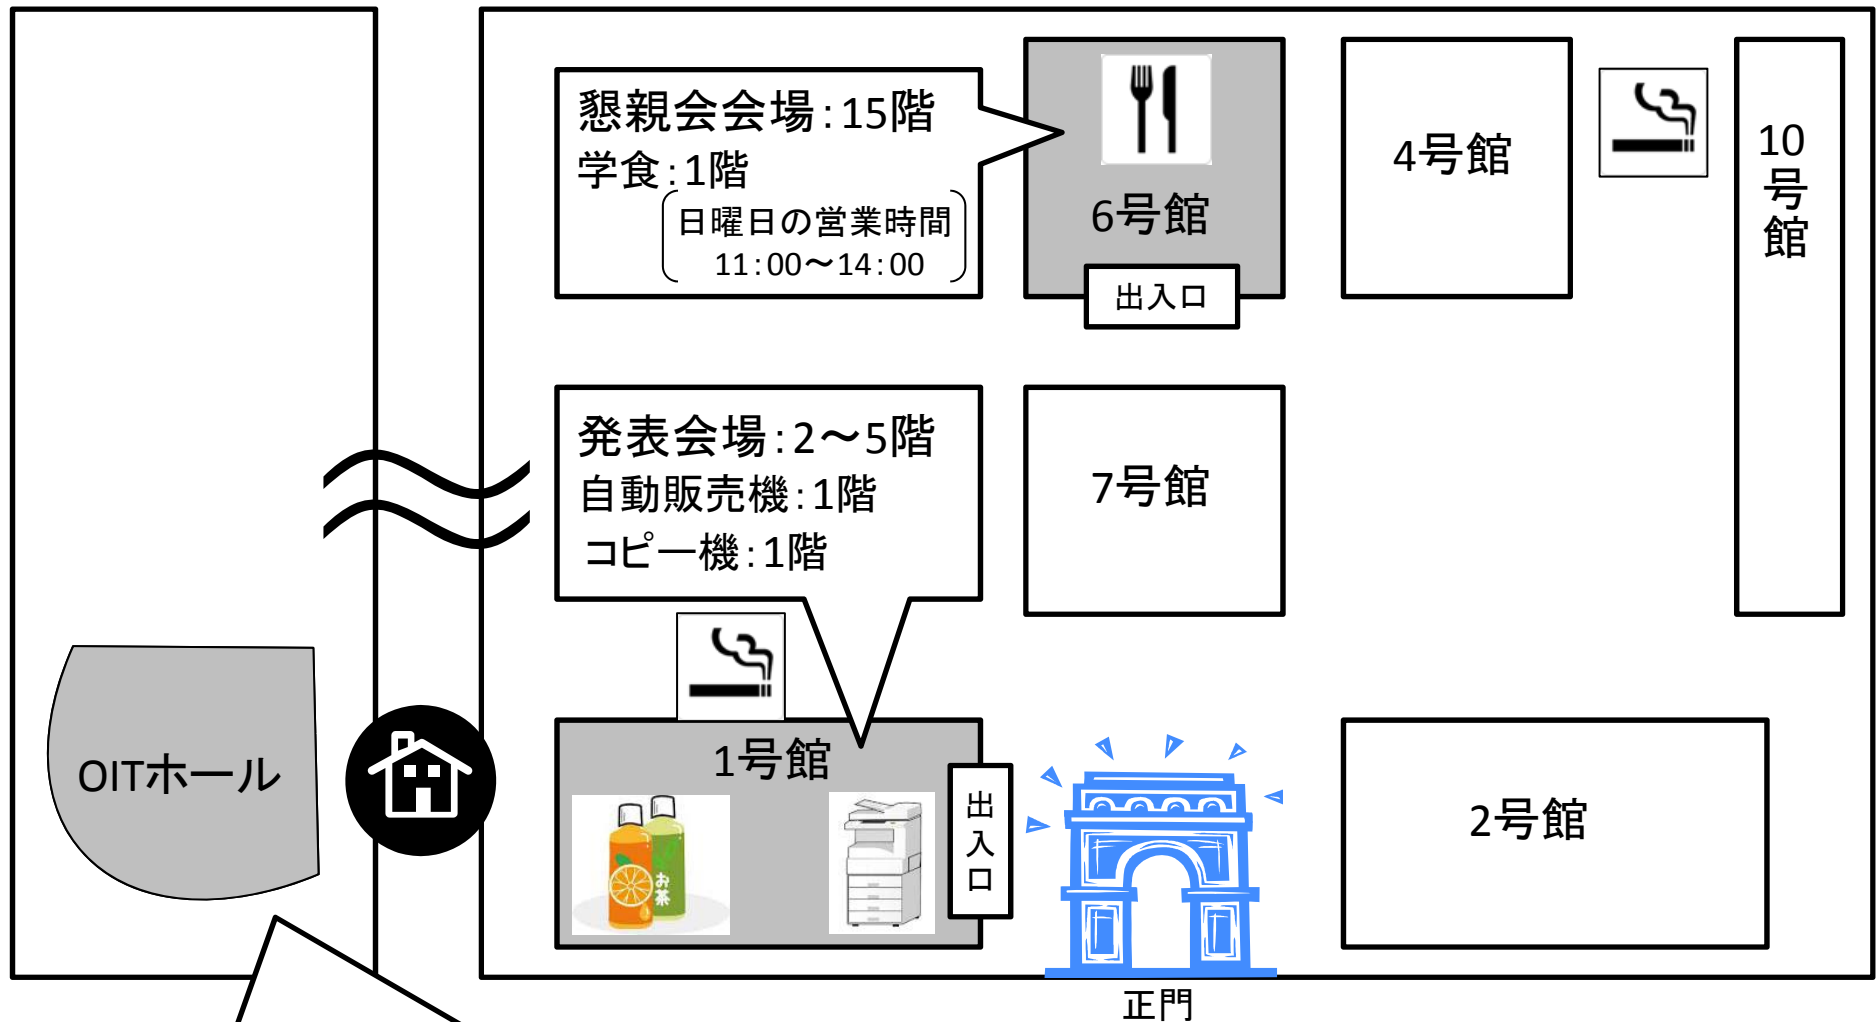 懇親会会場:15階
学食:1階
日曜日の営業時間
11:00～14:00
6号館
出入口
4号館
10号館
発表会場:2～5階
自動販売機:1階
コピー機:1階
7号館
OITホール
1号館
お茶
出入口
2号館
正門